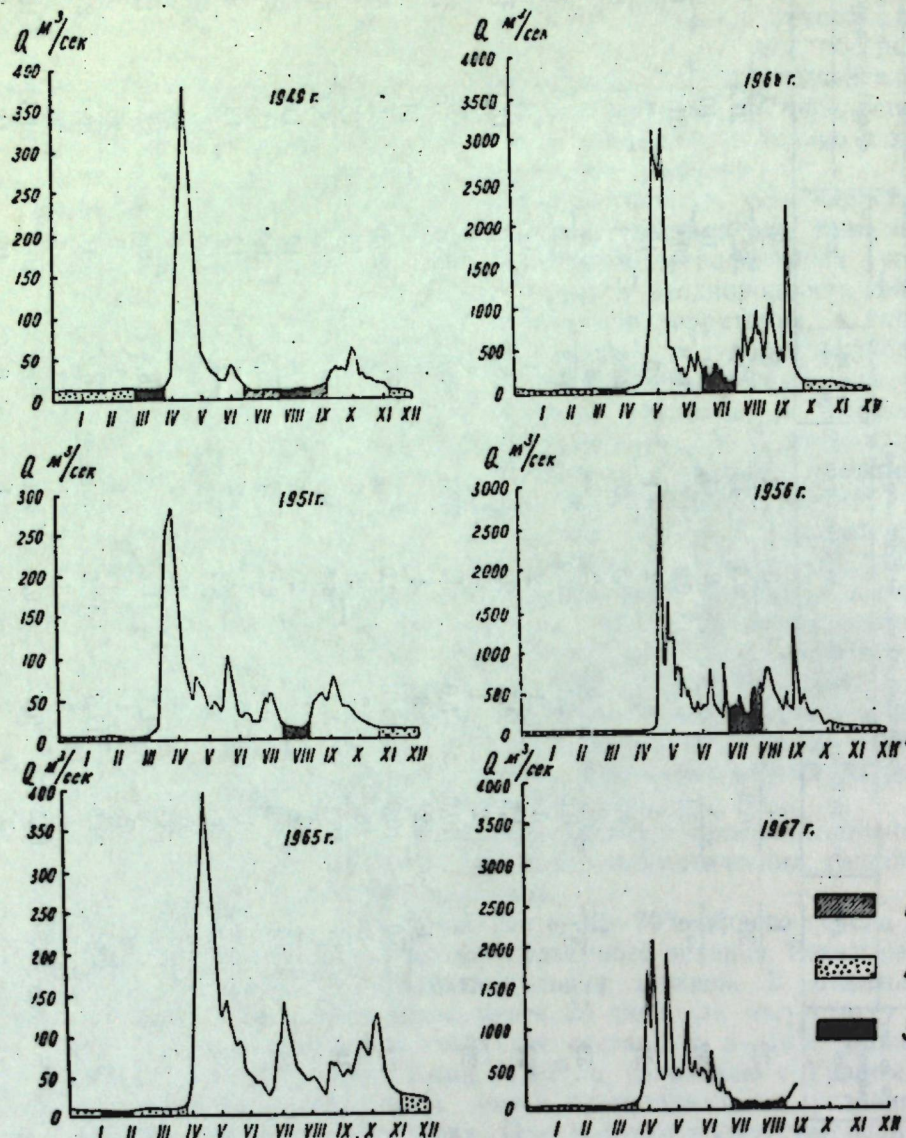 Q м³/сек
400
350
300
250
200
150
100
50
0
1949 г.
I II III IV V VI VII VIII IX X XI XII
Q м³/сек
4000
3500
3000
2500
2000
1500
1000
500
0
I II III IV V VI VII VIII IX X XI XII
Q м³/сек
300
250
200
150
100
50
0
1951 г.
I II III IV V VI VII VIII IX X XI XII
Q м³/сек
3000
2500
2000
1500
1000
500
0
1956 г.
I II III IV V VI VII VIII IX X XI XII
Q м³/сек
400
350
300
250
200
150
100
50
0
1965 г.
I II III IV V VI VII VIII IX X XI XII
Q м³/сек
4000
3500
3000
2500
2000
1500
1000
500
0
1967 г.
I II III IV V VI VII VIII IX X XI XII